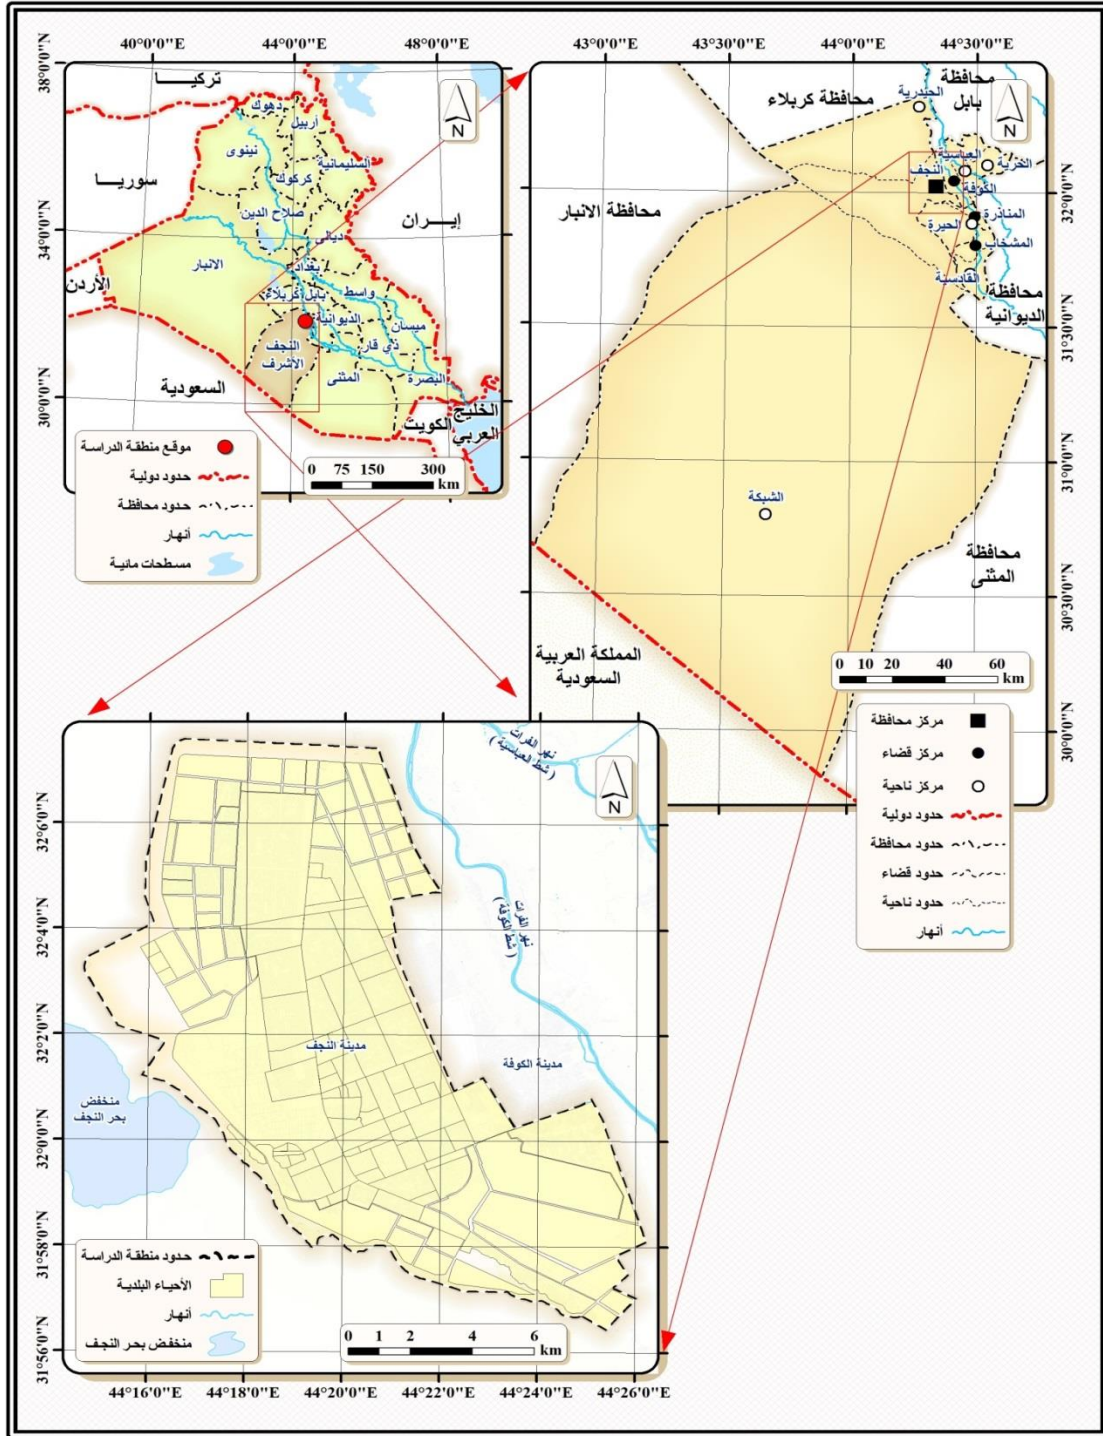 40°0'0"E
44°0'0"E
48°0'0"E
38°0'0"N
34°0'0"N
30°0'0"N
تركيـــــا
سوريـــا
إيـران
الأردن
السعودية
الكويت
الخليج
العربي
N
دهوك
أربيل
نينوى
السليمانية
كركوك
صلاح الدين
ديالى
الانبار
بغداد
واسط
بابل
كربلاء
الديوانية
ميسان
النجف
الأشرف
ذي قار
المثنى
البصرة
0 75 150 300
km
موقع منطقة الدراسة
حدود دولية
حدود محافظة
أنهار
مسطحات مائية
43°0'0"E
43°30'0"E
44°0'0"E
44°30'0"E
32°0'0"N
31°30'0"N
31°0'0"N
30°30'0"N
30°0'0"N
محافظة
بابل
محافظة كربلاء
محافظة الانبار
N
الحيدرية
العباسية
الحرية
النجف
الكوفة
المناذرة
الحيرة
المشخاب
القادسية
محافظة
الديوانية
الشبكة
محافظة
المثنى
المملكة العربية
السعودية
0 10 20 40 60
km
مركز محافظة
مركز قضاء
مركز ناحية
حدود دولية
حدود محافظة
حدود قضاء
حدود ناحية
أنهار
32°6'0"N
32°4'0"N
32°2'0"N
32°0'0"N
31°58'0"N
31°56'0"N
نهر الفرات
( شط العباسية )
N
نهر الفرات
( شط الكوفة )
مدينة النجف
مدينة الكوفة
منخفض
بحر النجف
حدود منطقة الدراسة
الأحياء البلدية
أنهار
منخفض بحر النجف
0 1 2 4 6
km
44°16'0"E
44°18'0"E
44°20'0"E
44°22'0"E
44°24'0"E
44°26'0"E